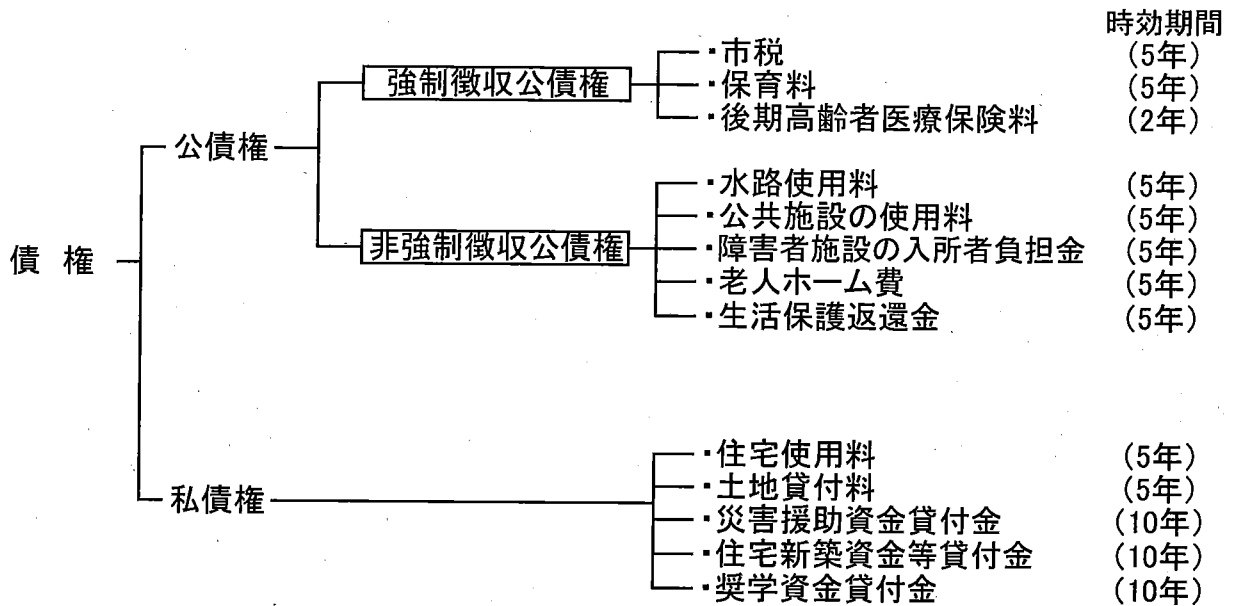 時効期間
・市税 (5年)
強制徴収公債権 ・保育料 (5年)
・後期高齢者医療保険料 (2年)
公債権
・水路使用料 (5年)
・公共施設の使用料 (5年)
非強制徴収公債権 ・障害者施設の入所者負担金 (5年)
債権
・老人ホーム費 (5年)
・生活保護返還金 (5年)
・住宅使用料 (5年)
・土地貸付料 (5年)
私債権
・災害援助資金貸付金 (10年)
・住宅新築資金等貸付金 (10年)
・奨学資金貸付金 (10年)